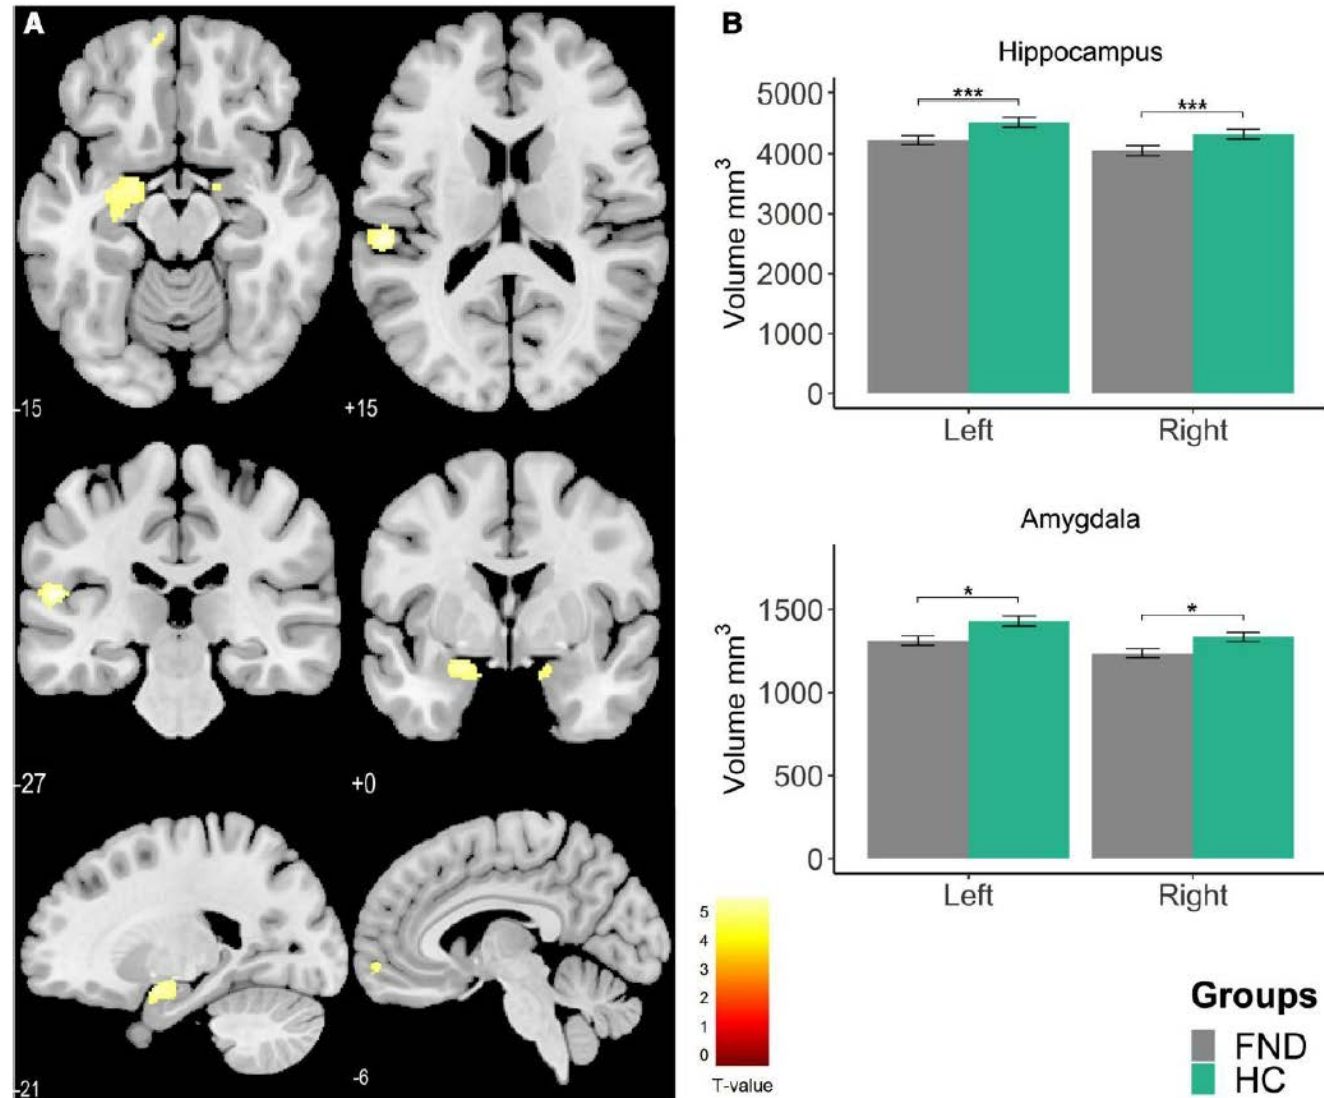 A
-15
+15
-27
+0
-21
-6
5
4
3
2
1
0
T-value
B
Hippocampus
Volume mm³
5000
4000
3000
2000
1000
0
***
***
Left Right
Amygdala
Volume mm³
1500
1000
500
0
*
*
Left Right
Groups
FND
HC